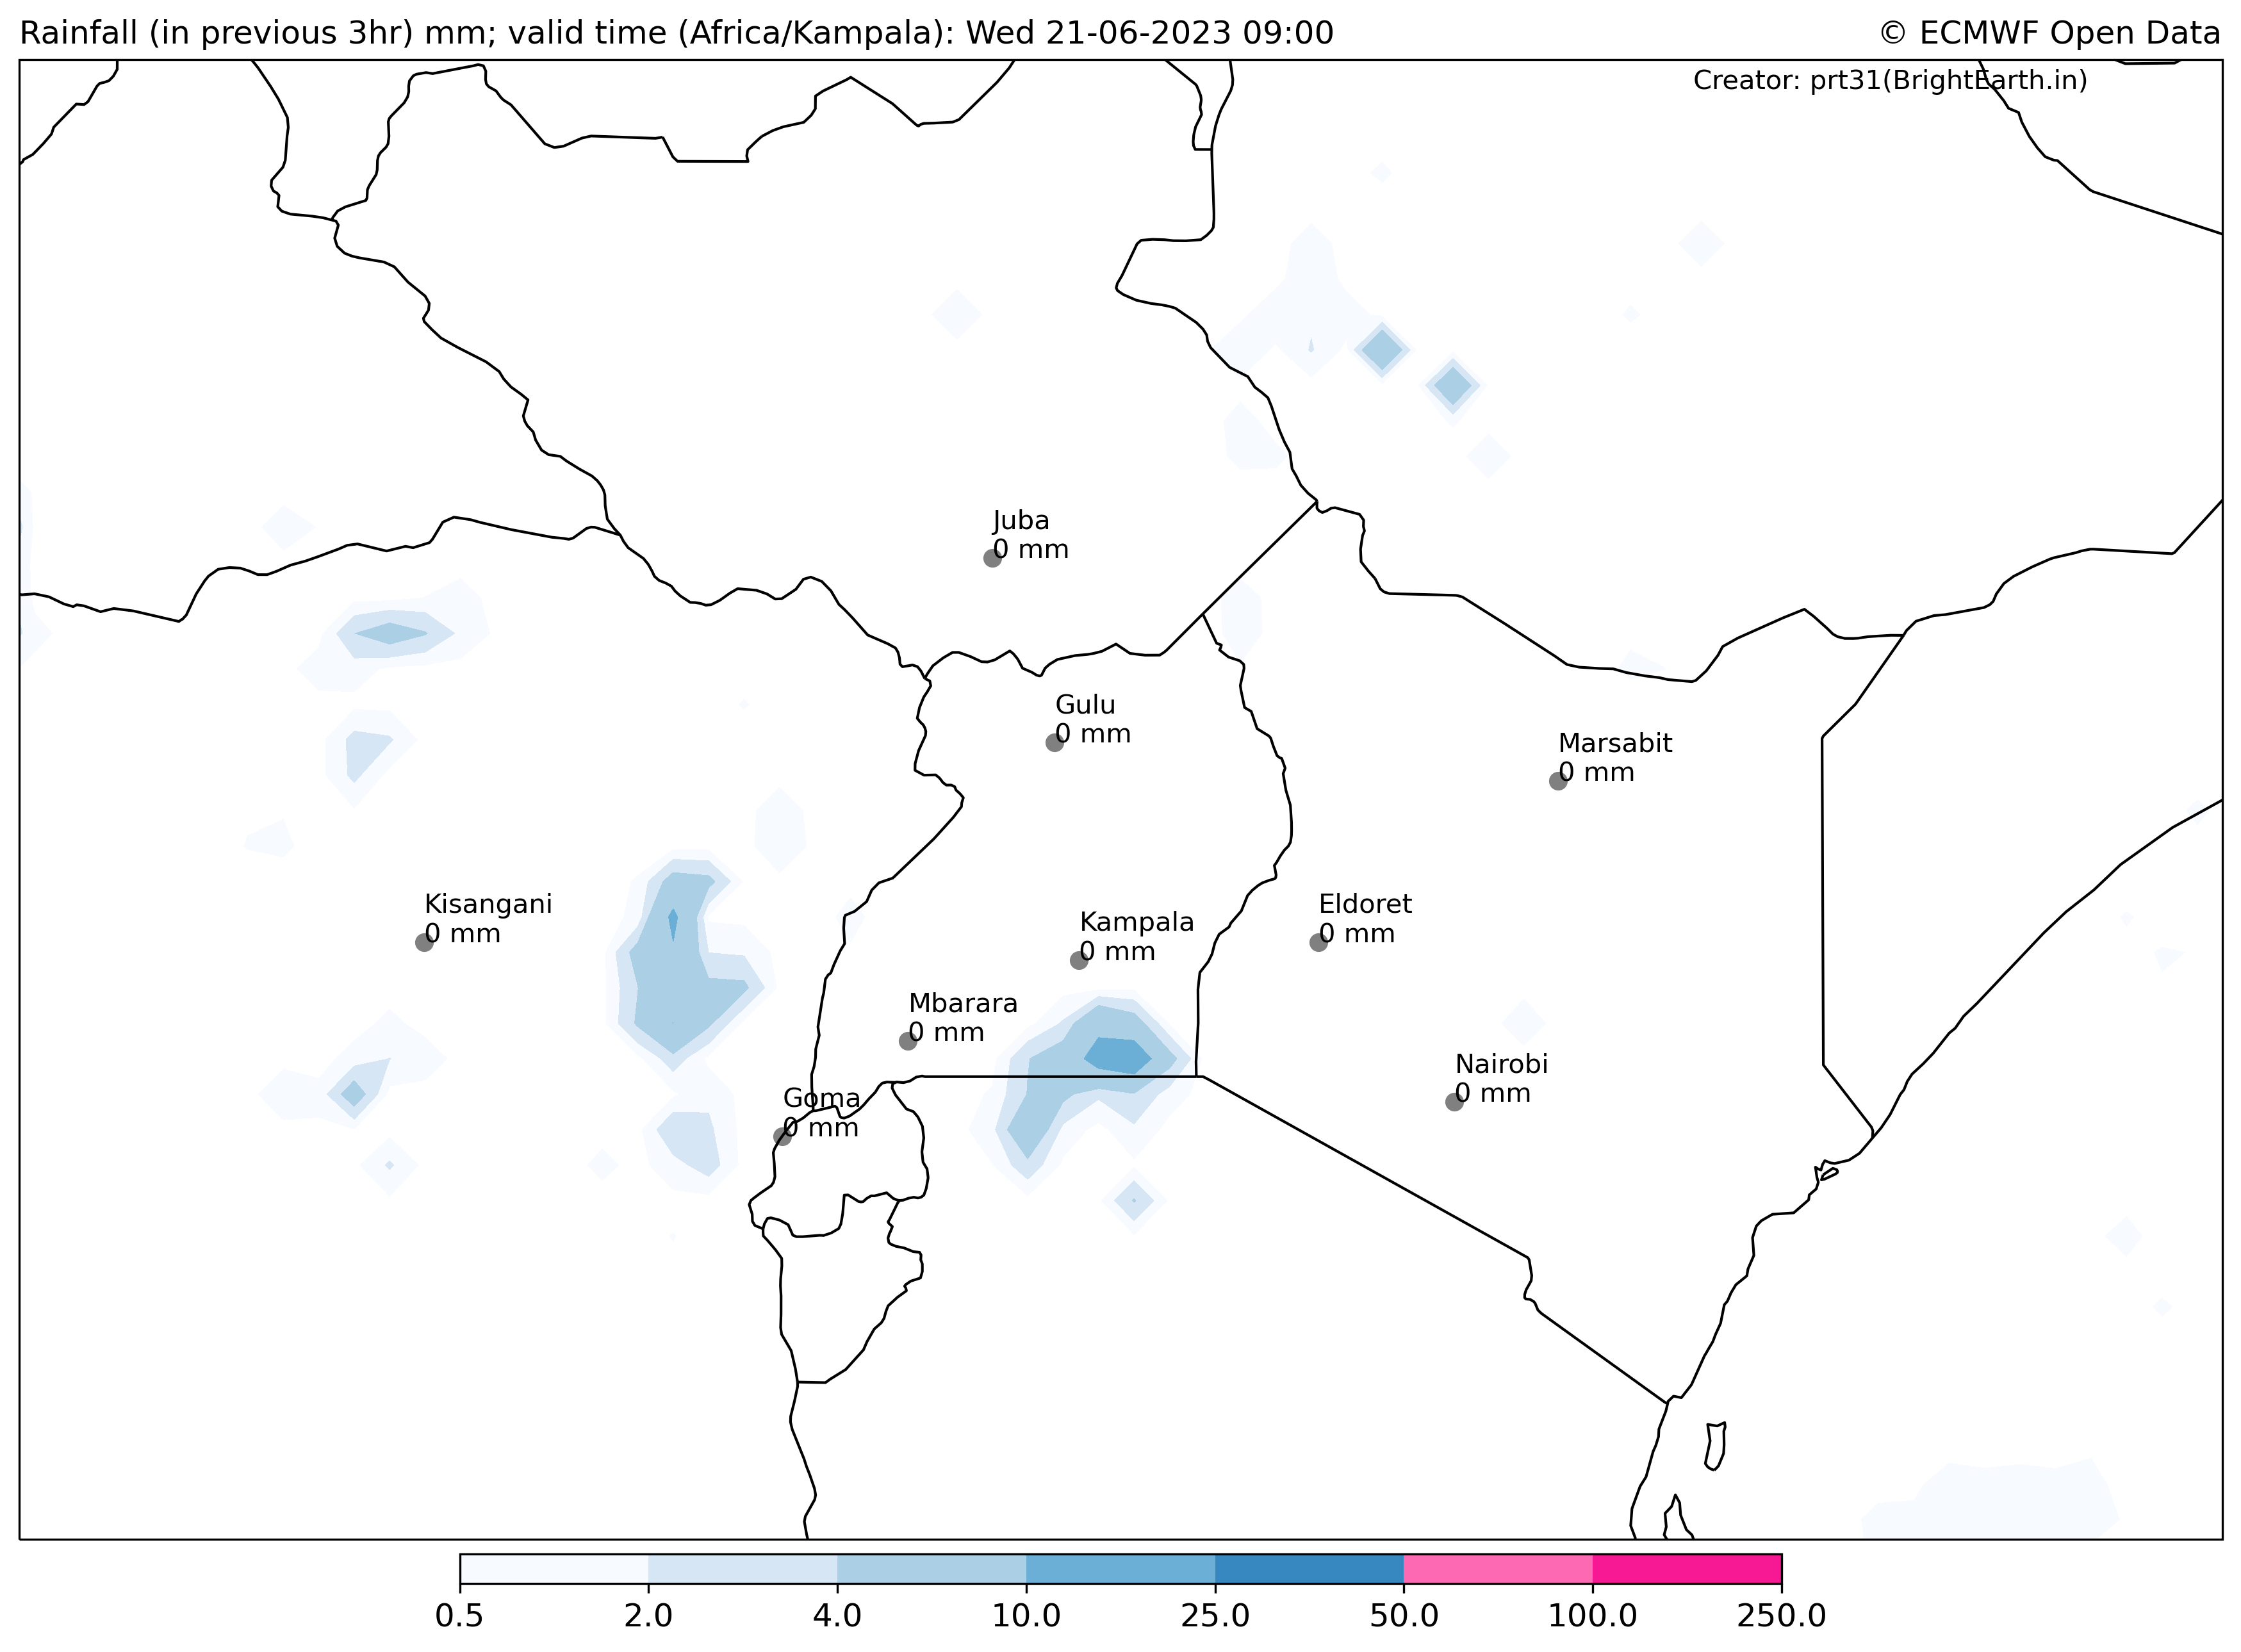 Rainfall (in previous 3hr) mm; valid time (Africa/Kampala): Wed 21-06-2023 09:00
© ECMWF Open Data
Creator: prt31(BrightEarth.in)
Juba
0 mm
Gulu
0 mm
Marsabit
0 mm
Kisangani
0 mm
Kampala
0 mm
Eldoret
0 mm
Mbarara
0 mm
Nairobi
0 mm
Goma
0 mm
0.5 2.0 4.0 10.0 25.0 50.0 100.0 250.0